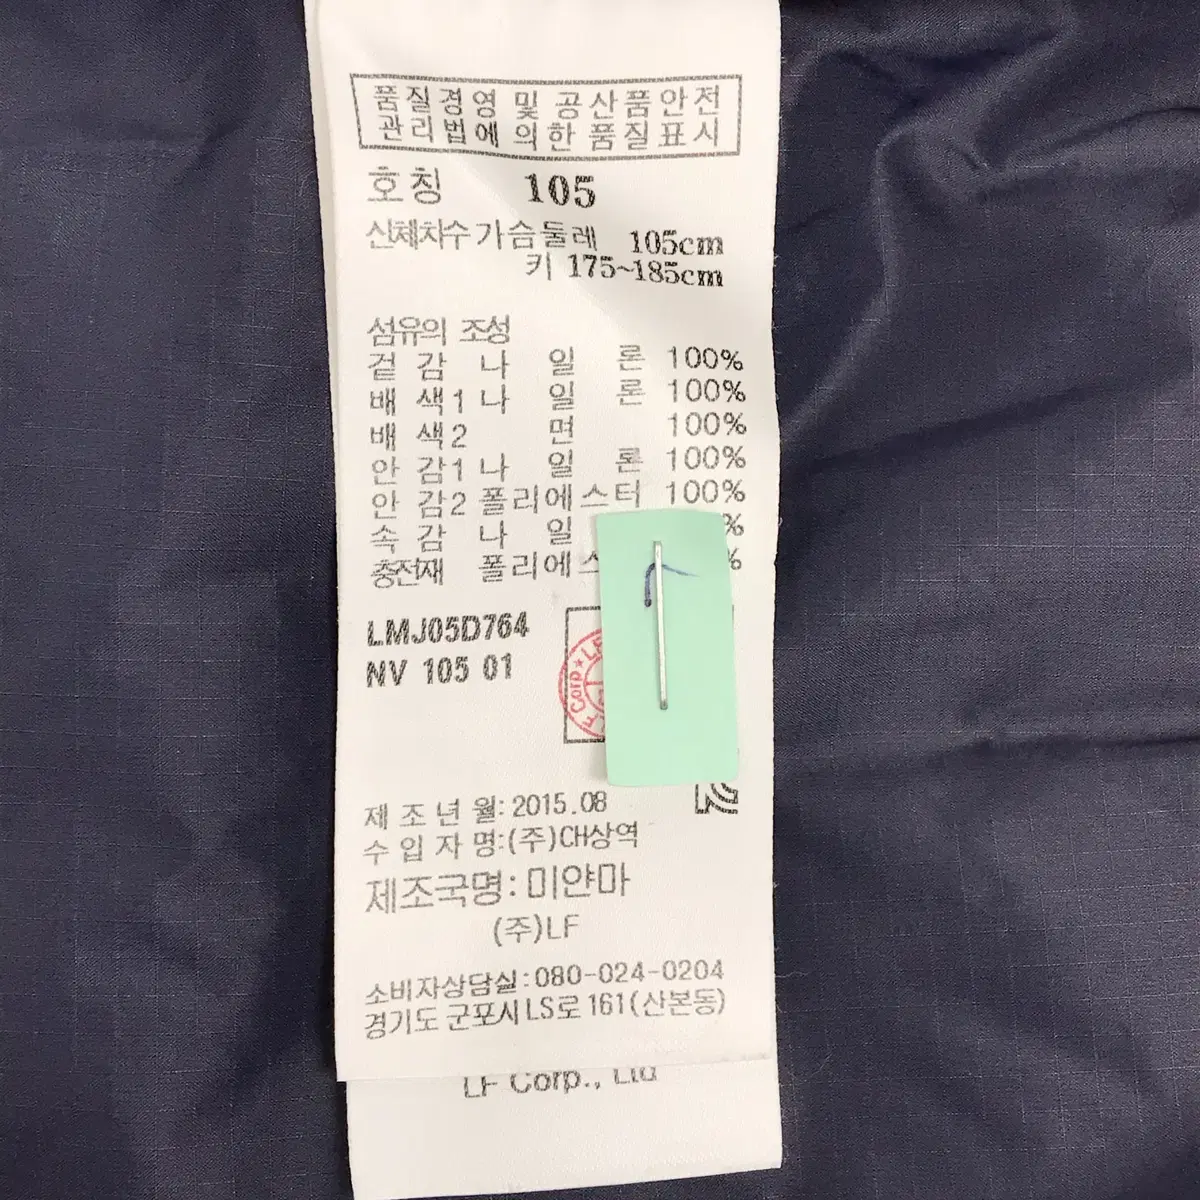 품질경영 및 공산품안전
관리법에 의한 품질표시
호칭 105
신체치수 가슴둘레 105cm
키 175~185cm
섬유의 조성
겉감 나일론 100%
배색1 나일론 100%
배색2 면 100%
안감1 나일론 100%
안감2 폴리에스터 100%
속감 나일 %
충전재 폴리에스 %
LMJ05D764
NV 105 01
Corp ★ LF
제조년월: 2015.08
수입자명: (주)CH상역
제조국명: 미얀마
(주)LF
소비자상담실: 080-024-0204
경기도 군포시 LS로 161(산본동)
LF Corp., Ltd